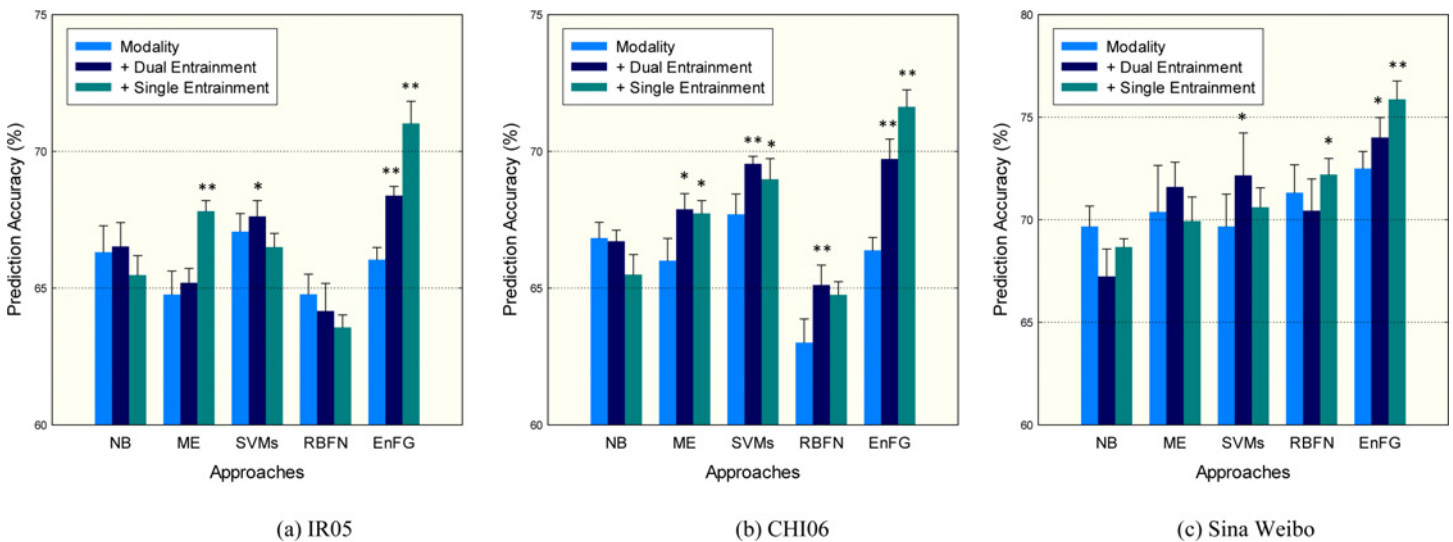 75
70
65
60
Prediction Accuracy (%)
Modality
+ Dual Entrainment
+ Single Entrainment
**
*
**
**
NB ME SVMs RBFN EnFG
Approaches
(a) IR05
75
70
65
60
Prediction Accuracy (%)
Modality
+ Dual Entrainment
+ Single Entrainment
*
*
**
*
**
**
**
NB ME SVMs RBFN EnFG
Approaches
(b) CHI06
80
75
70
65
60
Prediction Accuracy (%)
Modality
+ Dual Entrainment
+ Single Entrainment
*
*
*
**
NB ME SVMs RBFN EnFG
Approaches
(c) Sina Weibo